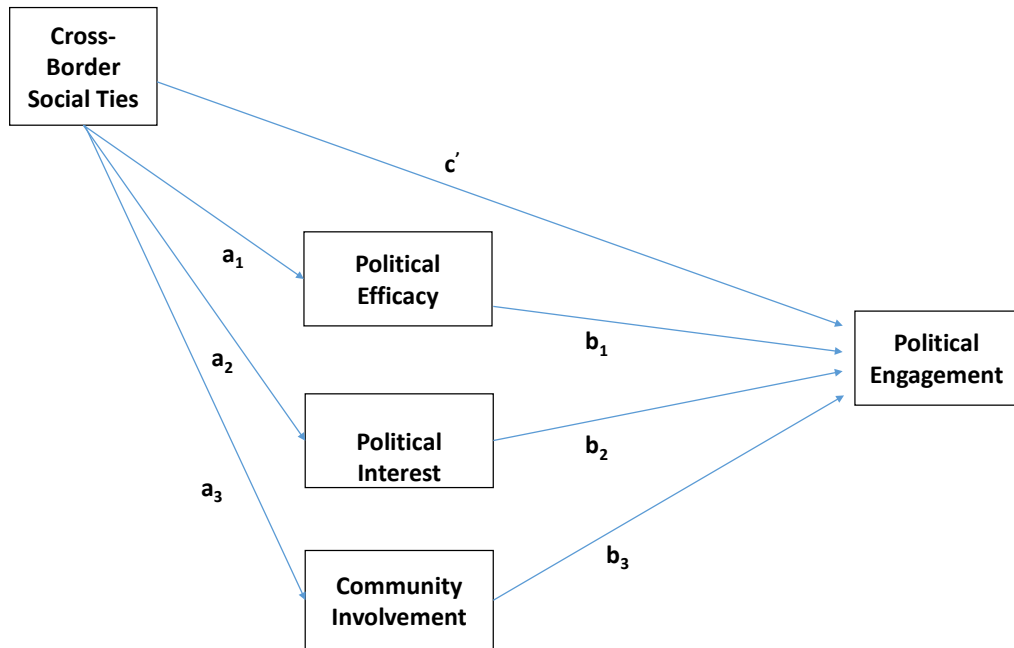 Cross-
Border
Social Ties
c′
a₁
Political
Efficacy
b₁
Political
Engagement
a₂
Political
Interest
b₂
a₃
Community
Involvement
b₃